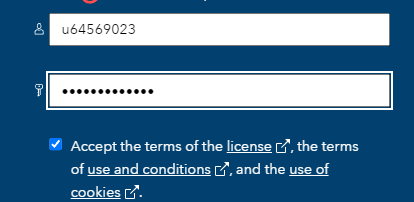 u64569023
•••••••••••••
Accept the terms of the license, the terms
of use and conditions, and the use of
cookies.